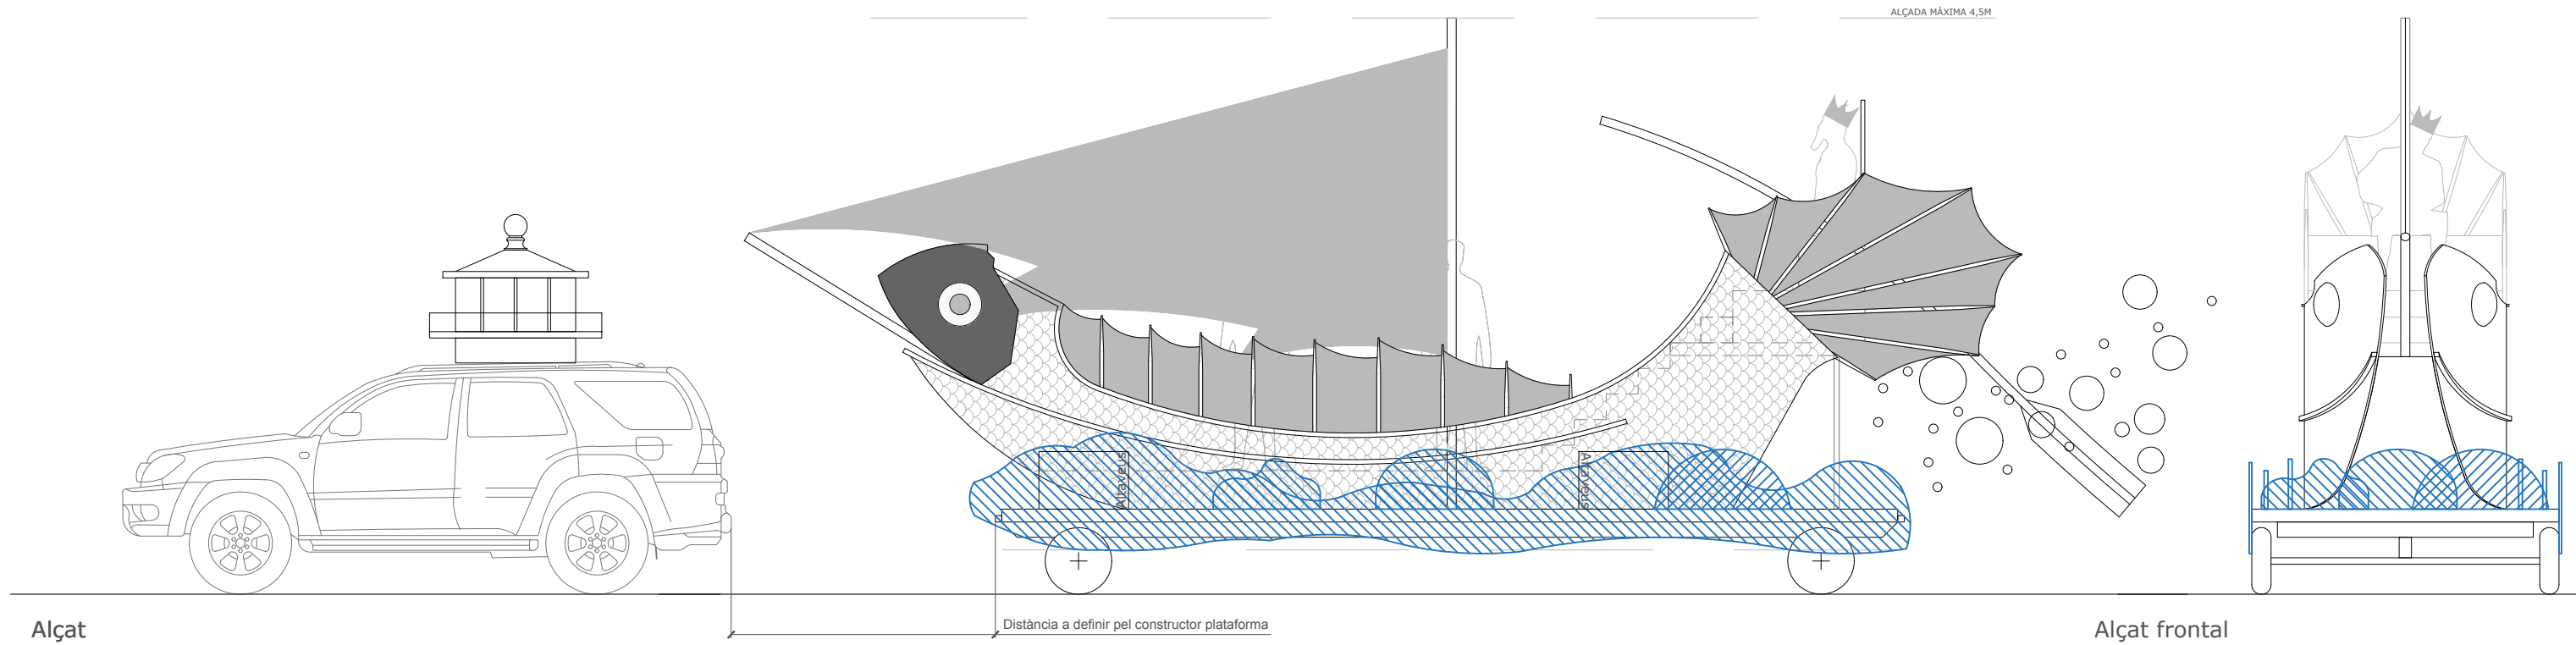 ALÇADA MÀXIMA 4,5M
Altaveus
Altaveus
Distància a definir pel constructor plataforma
Alçat
Alçat frontal